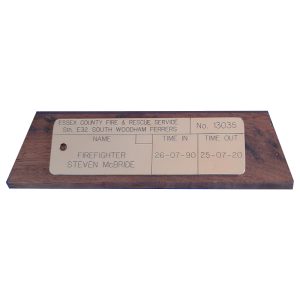 ESSEX COUNTY FIRE & RESCUE SERVICE
Stn. E32 SOUTH WOODHAM FERRERS
No. 13035
NAME
TIME IN
TIME OUT
FIREFIGHTER
STEVEN McBRIDE
26-07-90
25-07-20